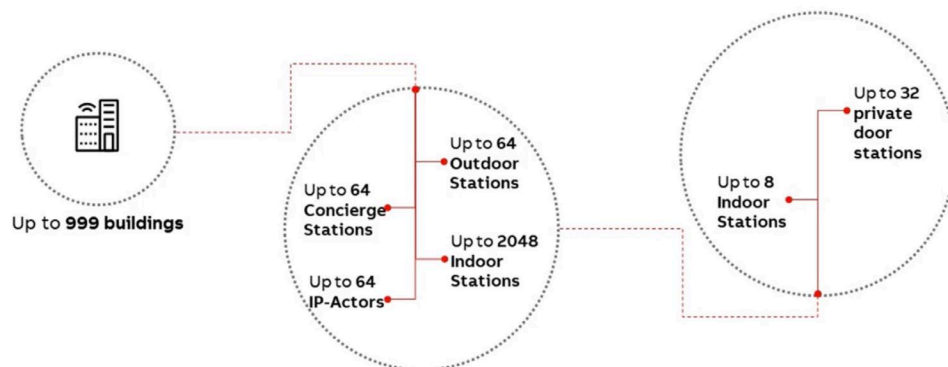 Up to 999 buildings
Up to 64
Outdoor
Stations
Up to 64
Concierge
Stations
Up to 2048
Indoor
Stations
Up to 64
IP-Actors
Up to 32
private
door
stations
Up to 8
Indoor
Stations